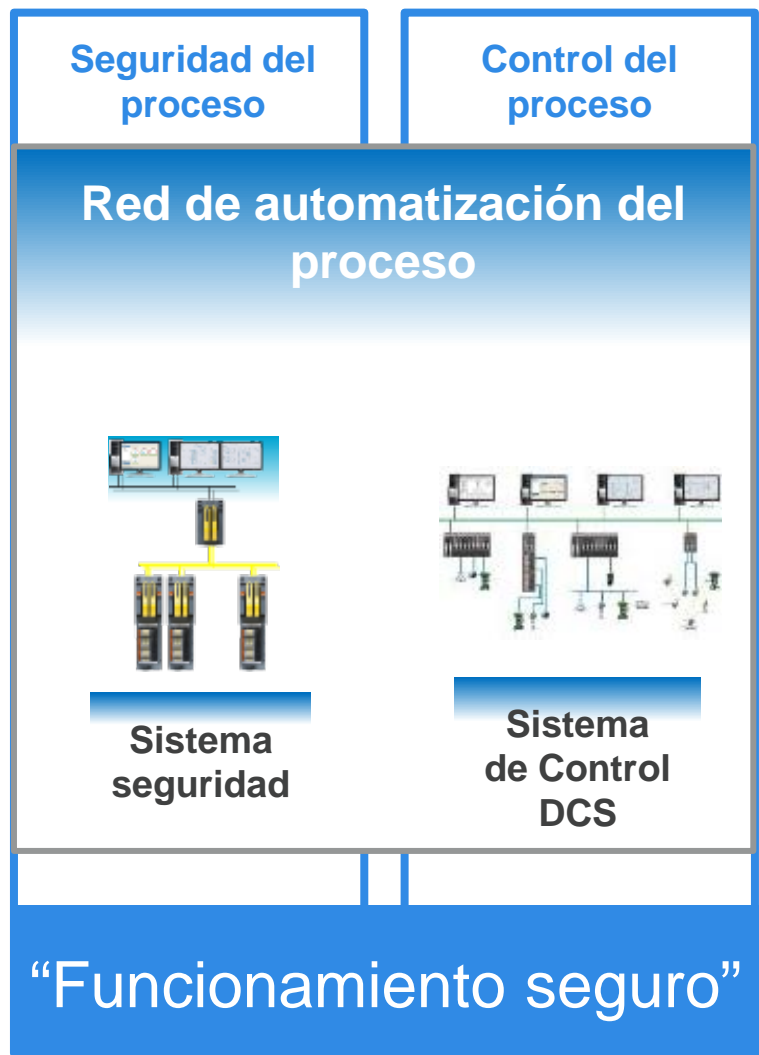 Seguridad del
proceso
Control del
proceso
Red de automatización del
proceso
Sistema
seguridad
Sistema
de Control
DCS
“Funcionamiento seguro”